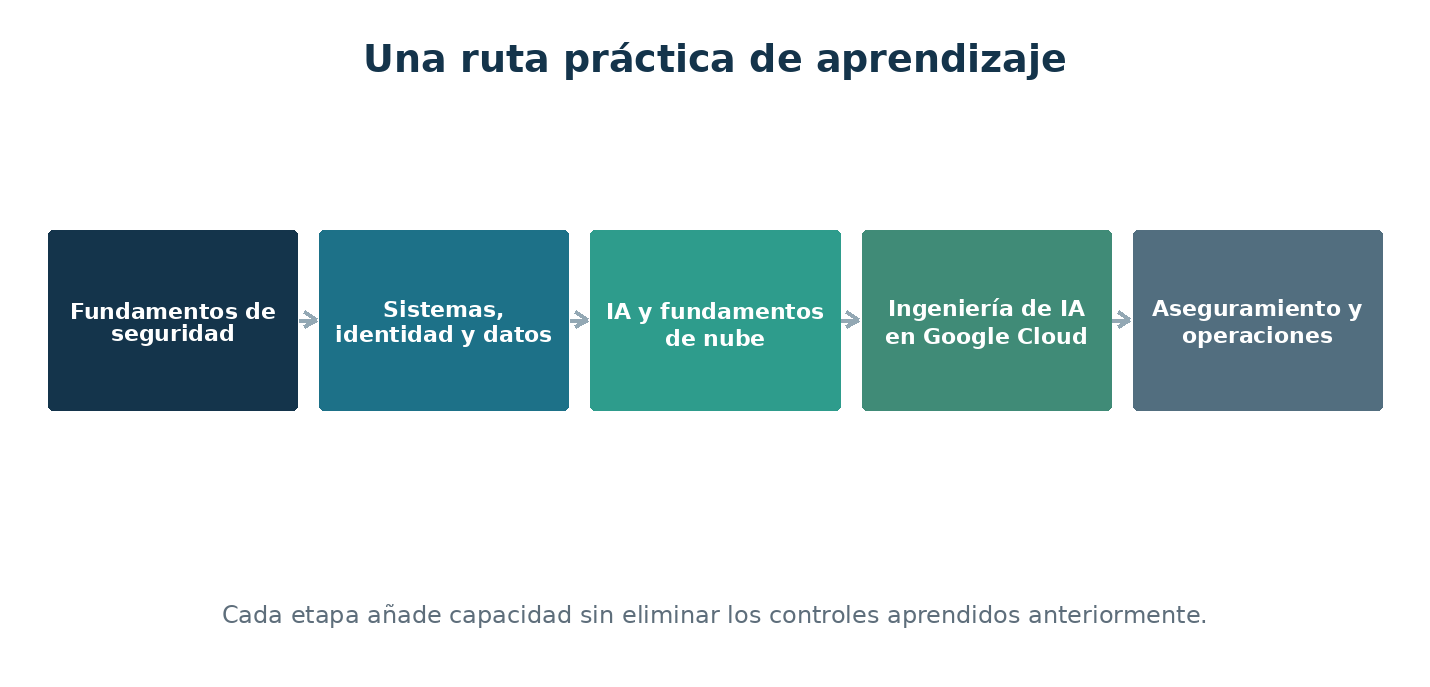 Una ruta práctica de aprendizaje
Fundamentos de
seguridad
Sistemas,
identidad y datos
IA y fundamentos
de nube
Ingeniería de IA
en Google Cloud
Aseguramiento y
operaciones
Cada etapa añade capacidad sin eliminar los controles aprendidos anteriormente.